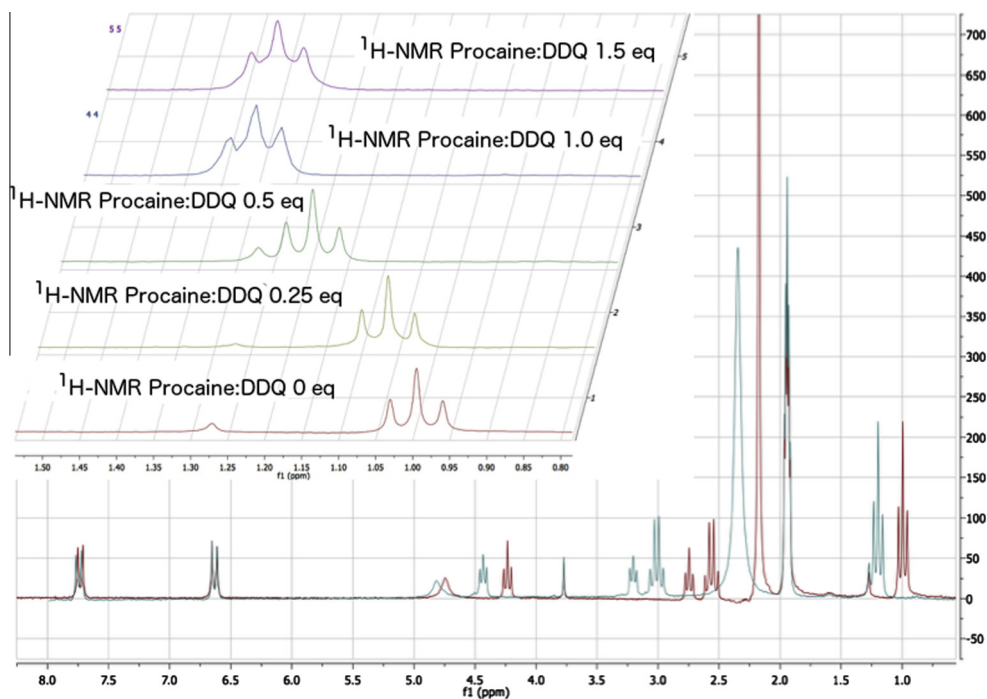 5 5
¹H-NMR Procaine:DDQ 1.5 eq
5
4 4
¹H-NMR Procaine:DDQ 1.0 eq
4
¹H-NMR Procaine:DDQ 0.5 eq
3
¹H-NMR Procaine:DDQ 0.25 eq
2
¹H-NMR Procaine:DDQ 0 eq
1
1.50 1.45 1.40 1.35 1.30 1.25 1.20 1.15 1.10 1.05 1.00 0.95 0.90 0.85 0.80
f1 (ppm)
700
650
600
550
500
450
400
350
300
250
200
150
100
50
0
-50
8.0 7.5 7.0 6.5 6.0 5.5 5.0 4.5 4.0 3.5 3.0 2.5 2.0 1.5 1.0
f1 (ppm)